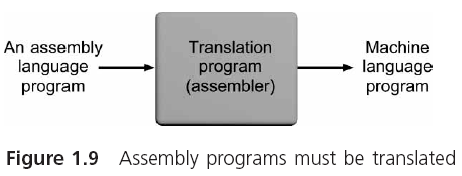 An assembly
language
program
Translation
program
(assembler)
Machine
language
program
Figure 1.9 Assembly programs must be translated